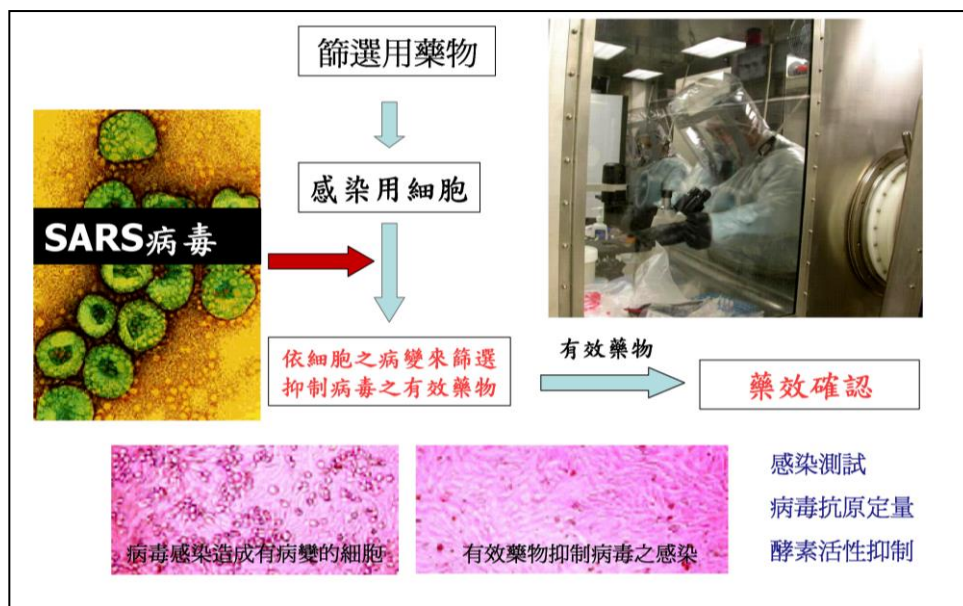 篩選用藥物
感染用細胞
SARS病毒
依細胞之病變來篩選
抑制病毒之有效藥物
有效藥物
藥效確認
病毒感染造成有病變的細胞
有效藥物抑制病毒之感染
感染測試
病毒抗原定量
酵素活性抑制